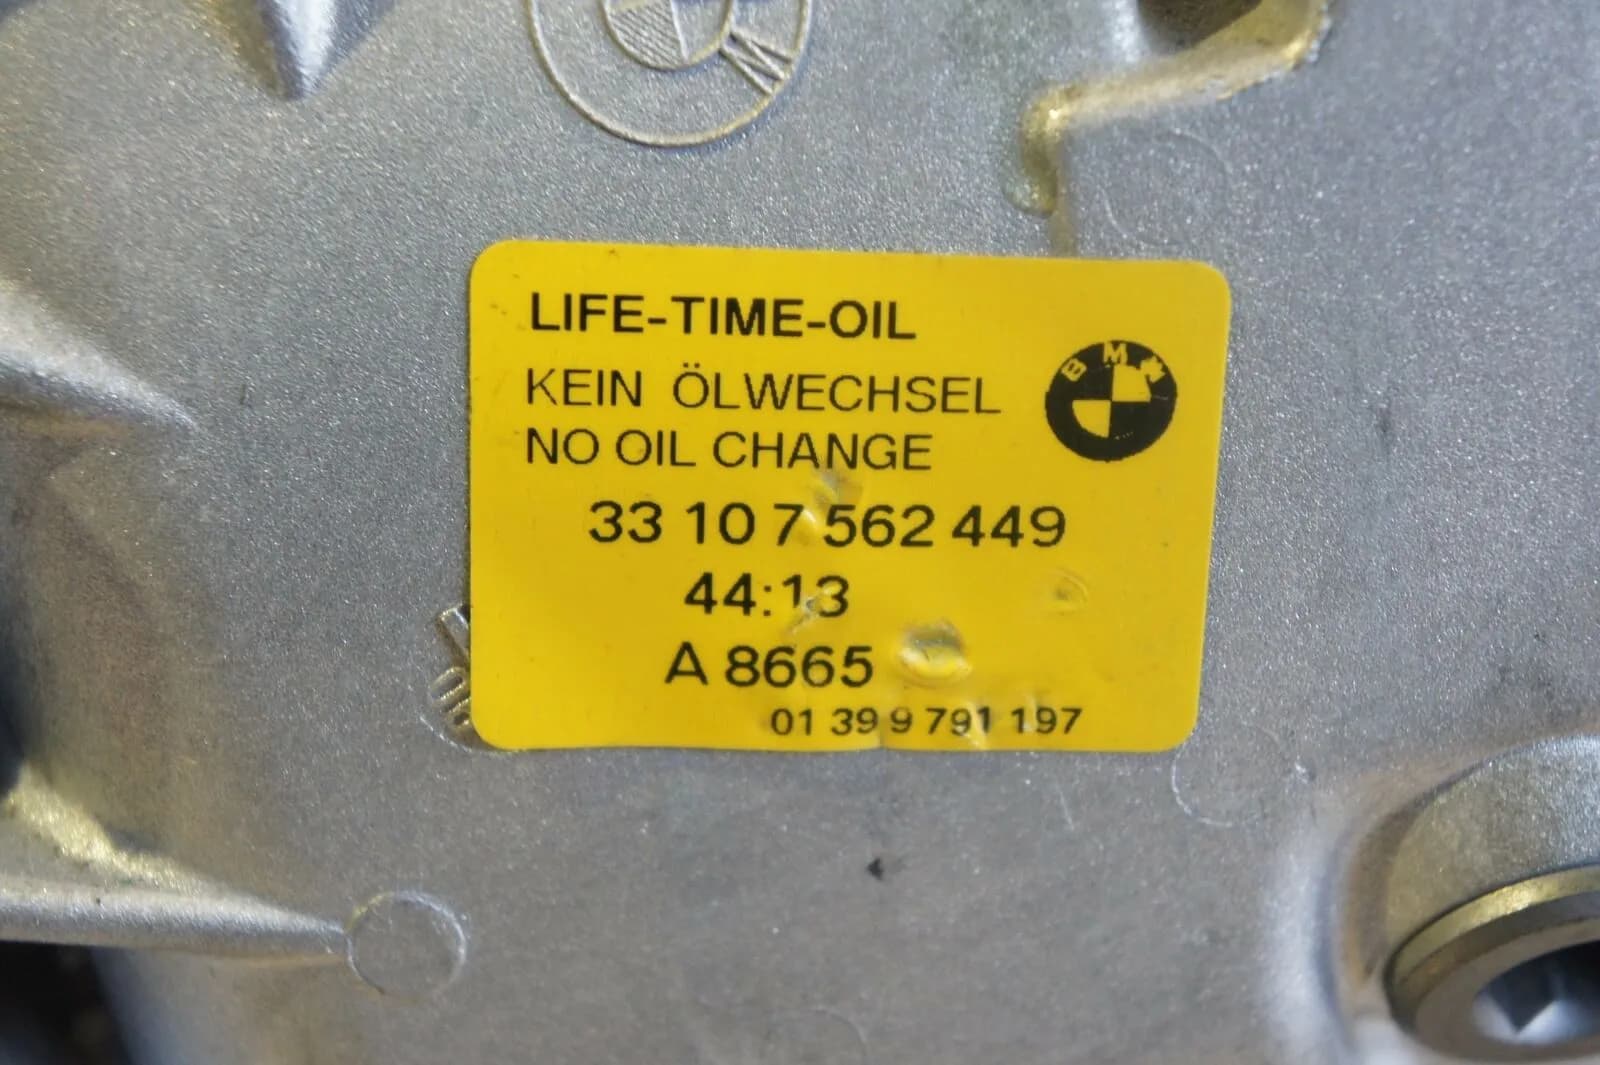 W
LIFE-TIME-OIL
KEIN ÖLWECHSEL
BMW
NO OIL CHANGE
33 10 7 562 449
44:13
A 8665
01 39 9 791 197